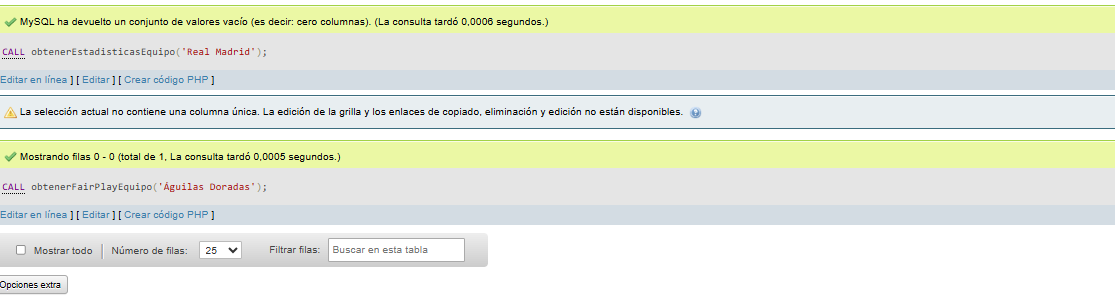 MySQL ha devuelto un conjunto de valores vacío (es decir: cero columnas). (La consulta tardó 0,0006 segundos.)
CALL obtenerEstadisticasEquipo('Real Madrid');
Editar en línea ] [ Editar ] [ Crear código PHP ]
La selección actual no contiene una columna única. La edición de la grilla y los enlaces de copiado, eliminación y edición no están disponibles.
Mostrando filas 0 - 0 (total de 1, La consulta tardó 0,0005 segundos.)
CALL obtenerFairPlayEquipo('Águilas Doradas');
Editar en línea ] [ Editar ] [ Crear código PHP ]
Mostrar todo | Número de filas: 25 Filtrar filas: Buscar en esta tabla
Opciones extra